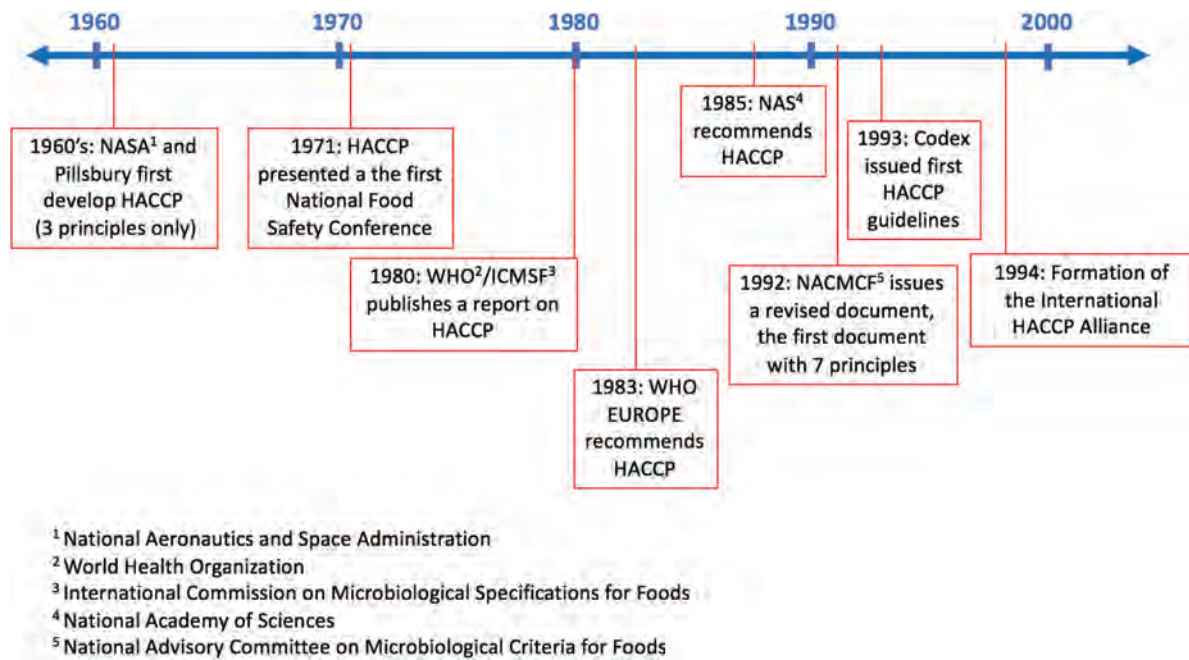 1960 1970 1980 1990 2000
1960's: NASA¹ and
Pillsbury first
develop HACCP
(3 principles only)
1971: HACCP
presented a the first
National Food
Safety Conference
1980: WHO²/ICMSF³
publishes a report on
HACCP
1983: WHO
EUROPE
recommends
HACCP
1985: NAS⁴
recommends
HACCP
1992: NACMCF⁵ issues
a revised document,
the first document
with 7 principles
1993: Codex
issued first
HACCP
guidelines
1994: Formation of
the International
HACCP Alliance
¹ National Aeronautics and Space Administration
² World Health Organization
³ International Commission on Microbiological Specifications for Foods
⁴ National Academy of Sciences
⁵ National Advisory Committee on Microbiological Criteria for Foods